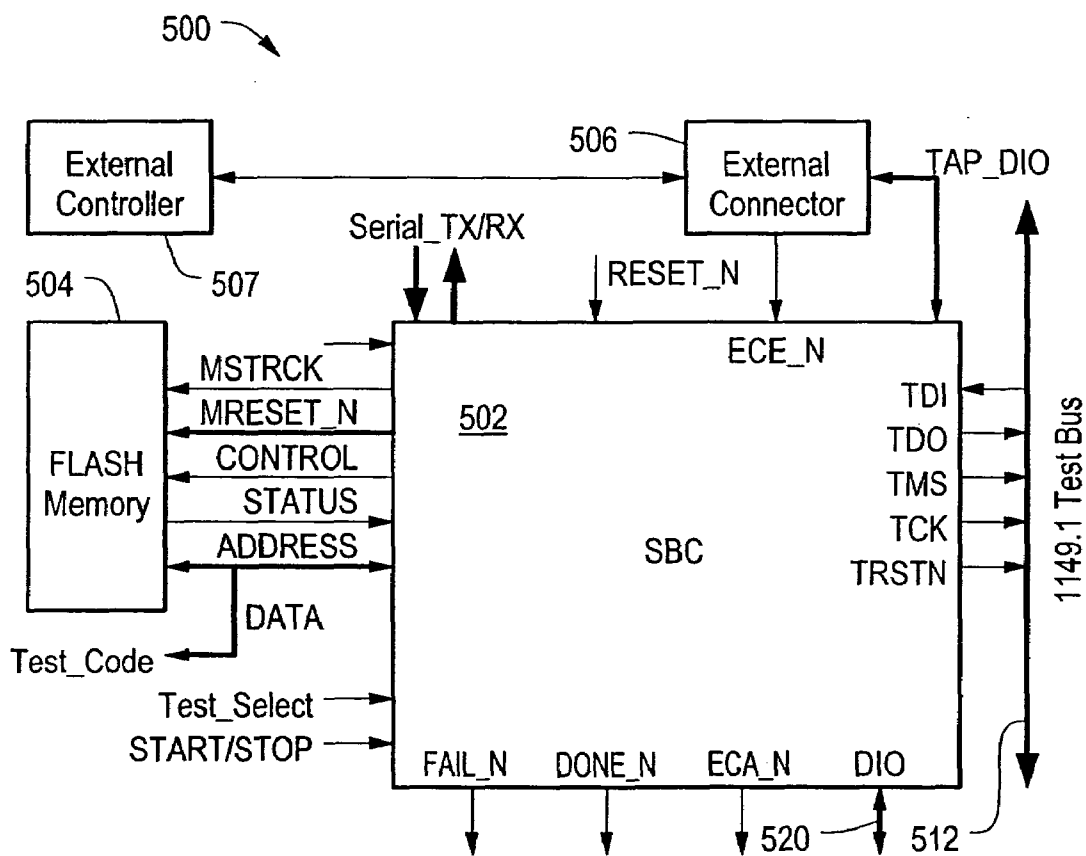 500
External
Controller
507
506
External
Connector
TAP_DIO
Serial_TX/RX
RESET_N
504
FLASH
Memory
MSTRCK
MRESET_N
CONTROL
STATUS
ADDRESS
DATA
Test_Code
Test_Select
START/STOP
502
ECE_N
SBC
TDI
TDO
TMS
TCK
TRSTN
1149.1 Test Bus
FAIL_N
DONE_N
ECA_N
DIO
520
512